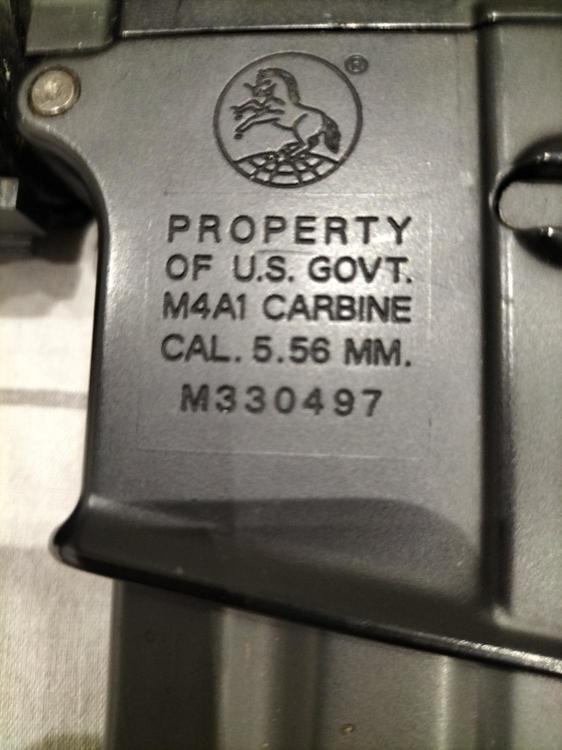 ®
PROPERTY
OF U.S. GOVT.
M4A1 CARBINE
CAL. 5.56 MM.
M330497